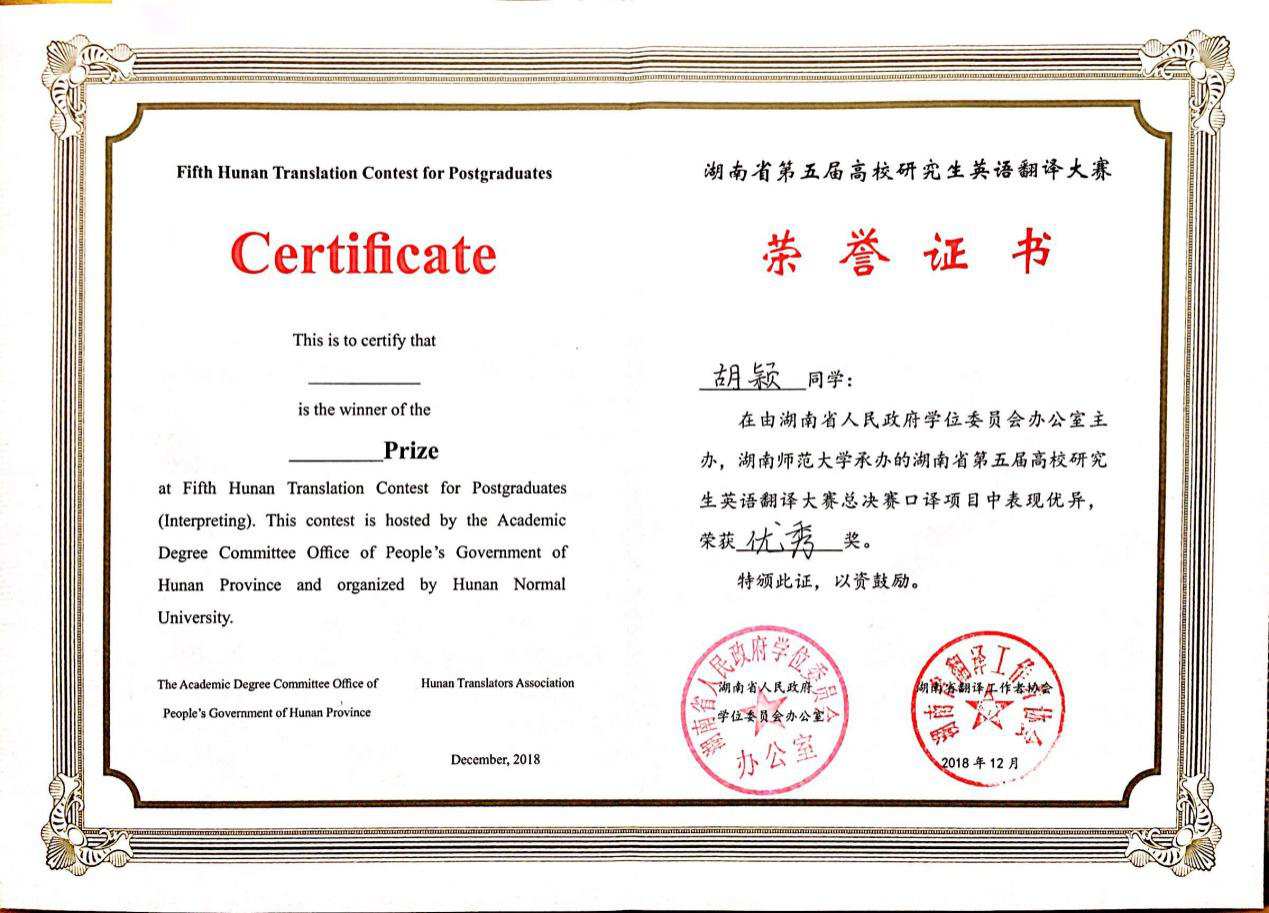 Fifth Hunan Translation Contest for Postgraduates
Certificate
This is to certify that
is the winner of the
Prize
at Fifth Hunan Translation Contest for Postgraduates
(Interpreting). This contest is hosted by the Academic
Degree Committee Office of People’s Government of
Hunan Province and organized by Hunan Normal
University.
The Academic Degree Committee Office of
People’s Government of Hunan Province
Hunan Translators Association
December, 2018
湖南省第五届高校研究生英语翻译大赛
荣誉证书
胡颖同学：
在由湖南省人民政府学位委员会办公室主
办，湖南师范大学承办的湖南省第五届高校研究
生英语翻译大赛总决赛口译项目中表现优异，
荣获优秀奖。
特颁此证，以资鼓励。
湖南省人民政府学位委员会
办公室
湖南省人民政府
学位委员会办公室
湖南省翻译工作者协会
湖南省翻译工作者协会
2018年12月